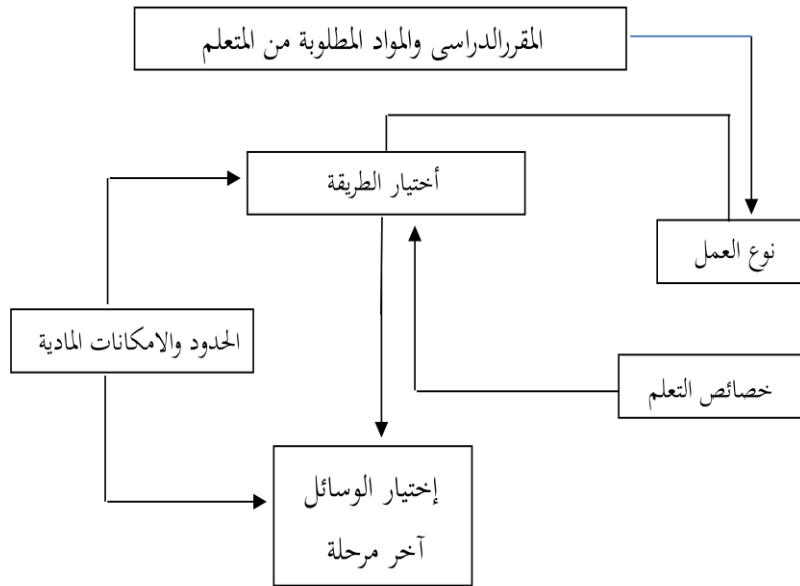 المقررالدراسى والمواد المطلوبة من المتعلم
أختيار الطريقة
نوع العمل
الحدود والامكانات المادية
خصائص التعلم
إختيار الوسائل
آخر مرحلة